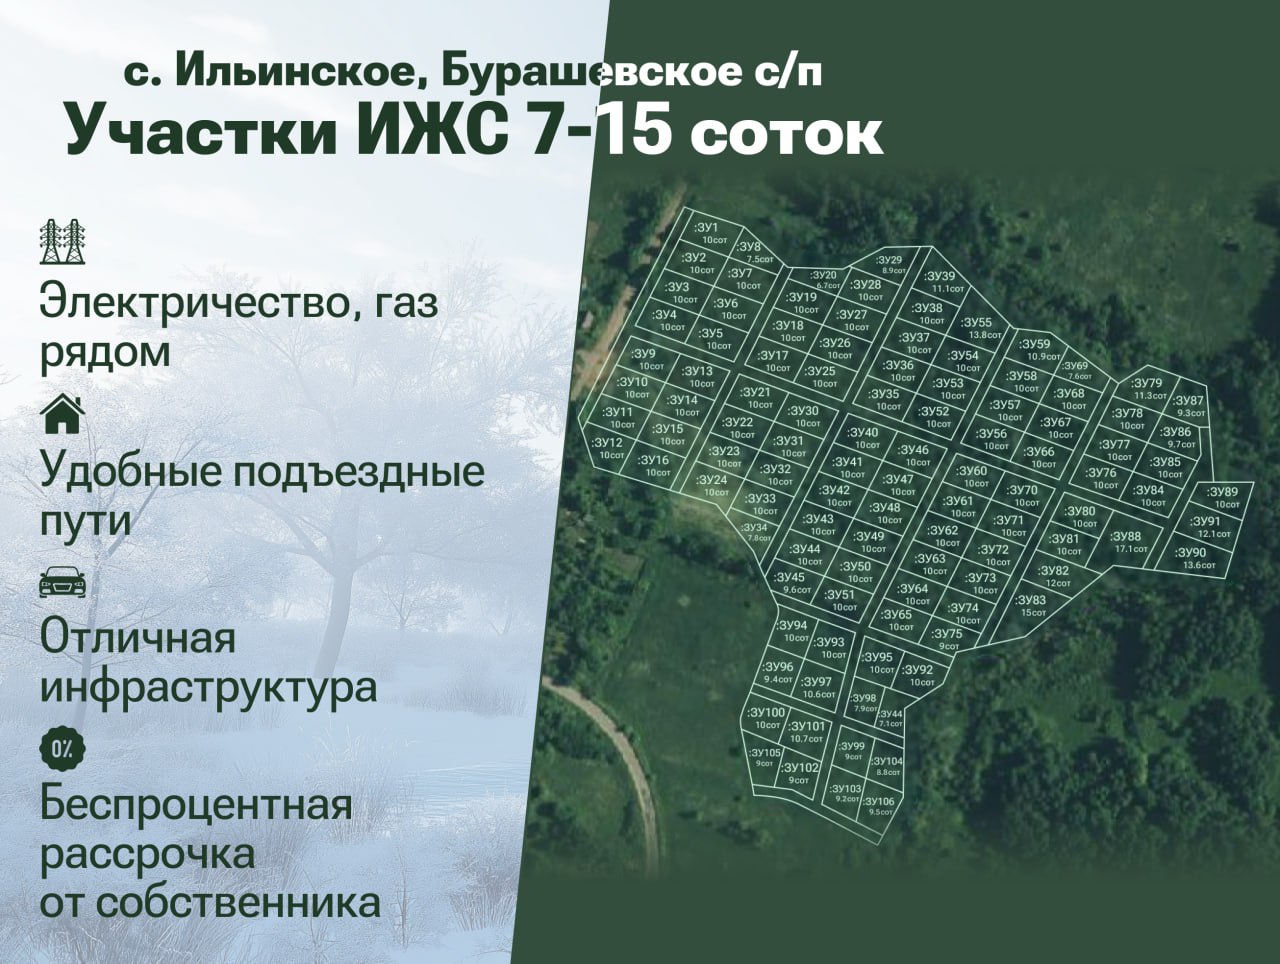 с. Ильинское, Бурашевское с/п
Участки ИЖС 7-15 соток
Электричество, газ
рядом
Удобные подъездные
пути
Отличная
инфраструктура
0%
Беспроцентная
рассрочка
от собственника
:ЗУ1
10сот
:ЗУ8
7.5сот
:ЗУ2
10сот
:ЗУ7
10сот
:ЗУ3
10сот
:ЗУ6
10сот
:ЗУ4
10сот
:ЗУ5
10сот
:ЗУ9
10сот
:ЗУ13
10сот
:ЗУ10
10сот
:ЗУ14
10сот
:ЗУ11
10сот
:ЗУ15
10сот
:ЗУ12
10сот
:ЗУ16
10сот
:ЗУ20
6.7сот
:ЗУ29
8.9сот
:ЗУ19
10сот
:ЗУ28
10сот
:ЗУ18
10сот
:ЗУ27
10сот
:ЗУ17
10сот
:ЗУ26
10сот
:ЗУ25
10сот
:ЗУ21
10сот
:ЗУ30
10сот
:ЗУ22
10сот
:ЗУ31
10сот
:ЗУ23
10сот
:ЗУ32
10сот
:ЗУ24
10сот
:ЗУ33
10сот
:ЗУ34
7.8сот
:ЗУ39
11.1сот
:ЗУ38
10сот
:ЗУ55
13.8сот
:ЗУ37
10сот
:ЗУ54
10сот
:ЗУ36
10сот
:ЗУ53
10сот
:ЗУ35
10сот
:ЗУ52
10сот
:ЗУ40
10сот
:ЗУ46
10сот
:ЗУ41
10сот
:ЗУ47
10сот
:ЗУ42
10сот
:ЗУ48
10сот
:ЗУ43
10сот
:ЗУ49
10сот
:ЗУ44
10сот
:ЗУ50
10сот
:ЗУ45
9.6сот
:ЗУ51
10сот
:ЗУ59
10.9сот
:ЗУ69
7.6сот
:ЗУ58
10сот
:ЗУ68
10сот
:ЗУ57
10сот
:ЗУ67
10сот
:ЗУ56
10сот
:ЗУ66
10сот
:ЗУ60
10сот
:ЗУ70
10сот
:ЗУ61
10сот
:ЗУ71
10сот
:ЗУ62
10сот
:ЗУ72
10сот
:ЗУ63
10сот
:ЗУ73
10сот
:ЗУ64
10сот
:ЗУ74
10сот
:ЗУ65
10сот
:ЗУ75
9сот
:ЗУ79
11.3сот
:ЗУ87
9.3сот
:ЗУ78
10сот
:ЗУ86
9.7сот
:ЗУ77
10сот
:ЗУ85
10сот
:ЗУ76
10сот
:ЗУ84
10сот
:ЗУ80
10сот
:ЗУ88
17.1сот
:ЗУ81
10сот
:ЗУ82
12сот
:ЗУ83
15сот
:ЗУ89
10сот
:ЗУ91
12.1сот
:ЗУ90
13.6сот
:ЗУ94
10сот
:ЗУ93
10сот
:ЗУ96
9.4сот
:ЗУ97
10.6сот
:ЗУ95
10сот
:ЗУ92
10сот
:ЗУ98
7.9сот
:ЗУ44
7.1сот
:ЗУ100
10сот
:ЗУ101
10.7сот
:ЗУ105
9сот
:ЗУ102
9сот
:ЗУ99
9сот
:ЗУ104
8.8сот
:ЗУ103
9.2сот
:ЗУ106
9.5сот